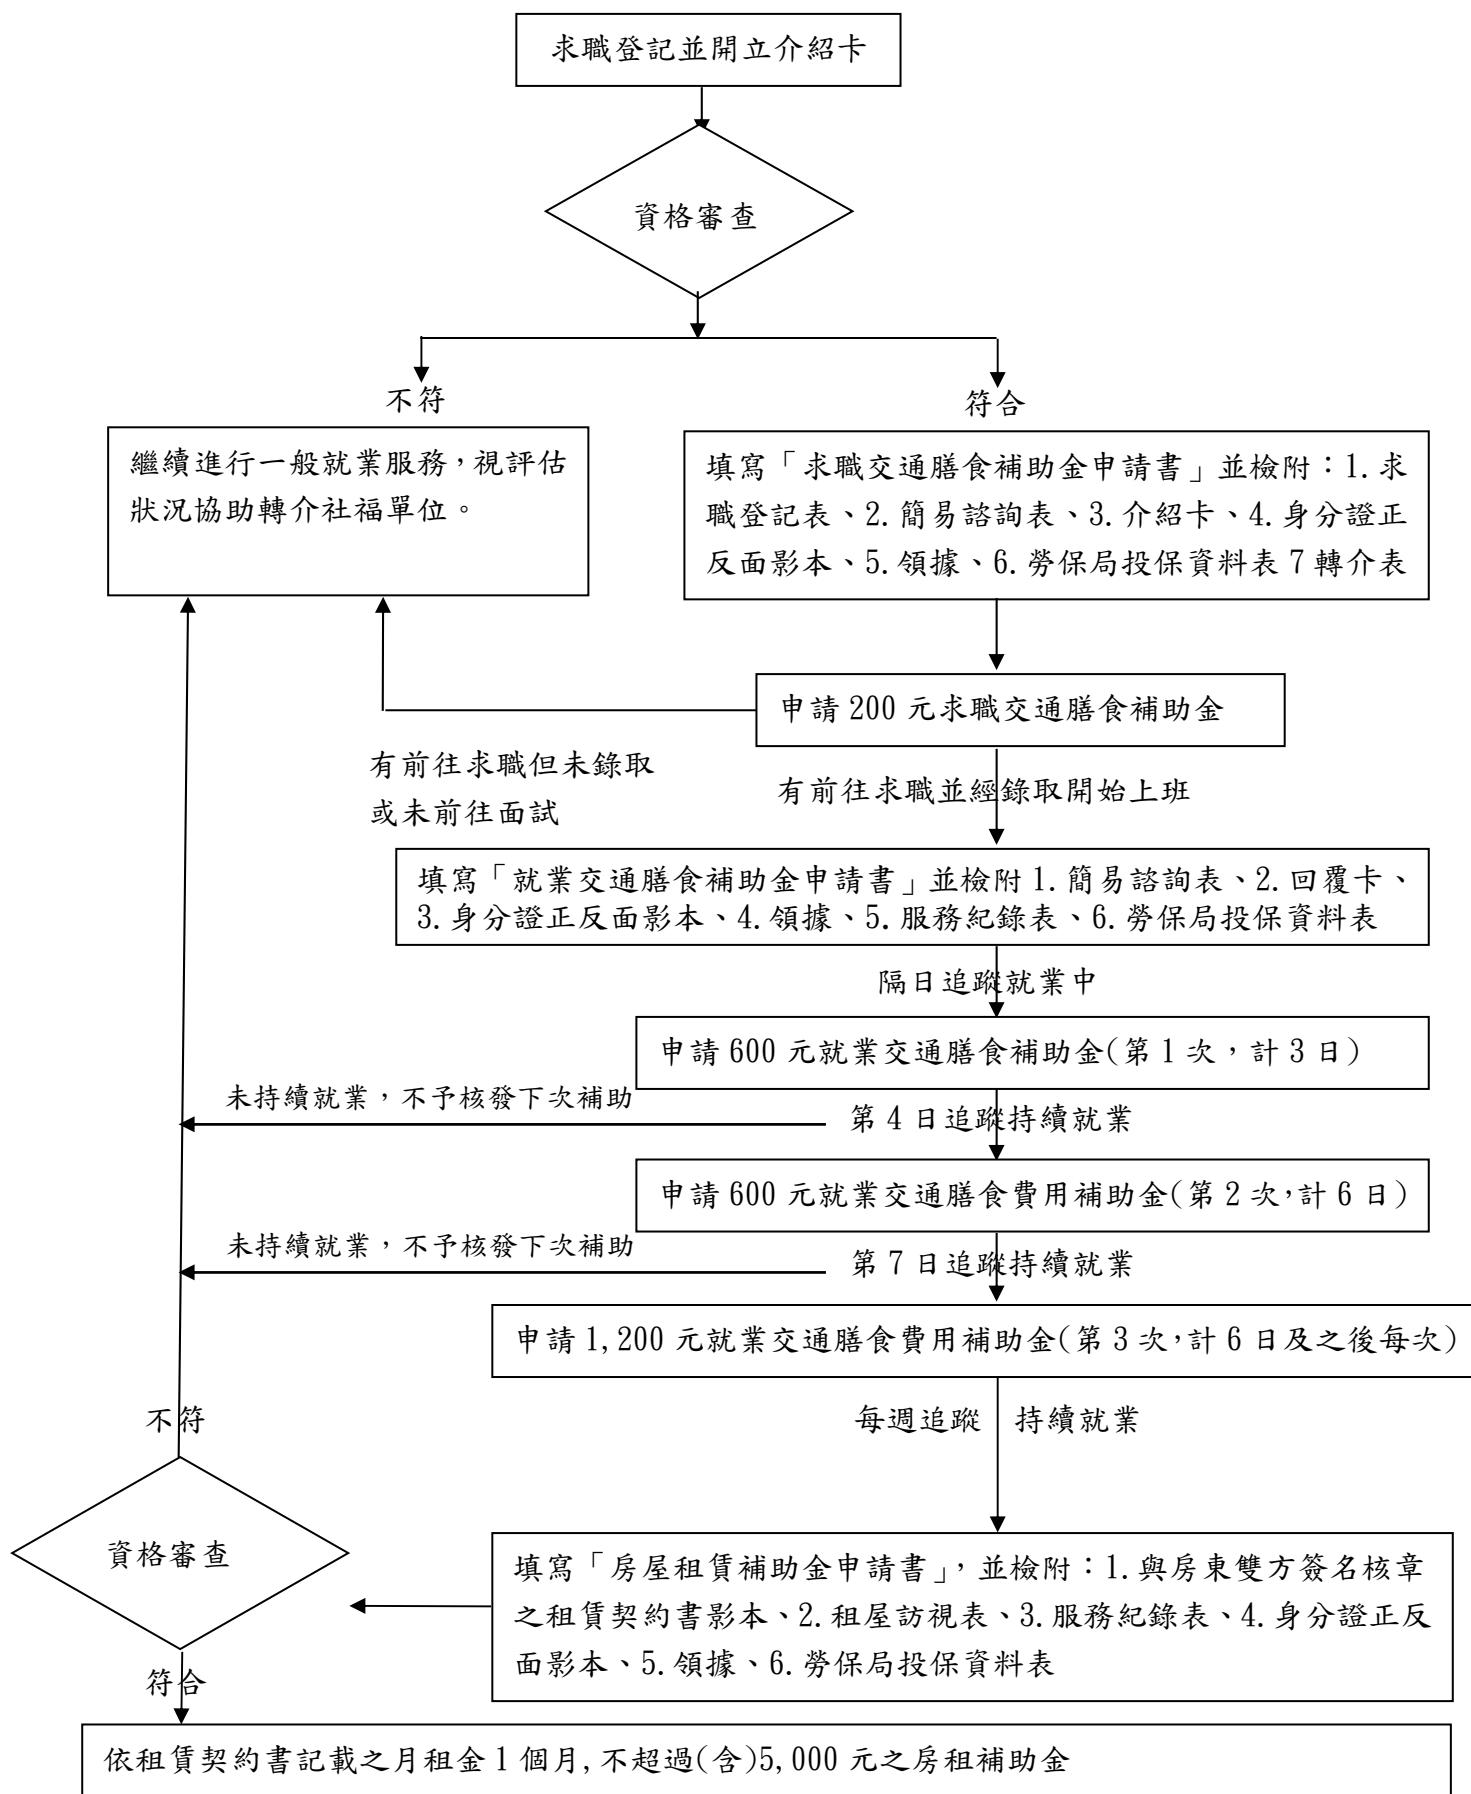 求職登記並開立介紹卡
資格審查
不符
符合
繼續進行一般就業服務，視評估
狀況協助轉介社福單位。
填寫「求職交通膳食補助金申請書」並檢附：1.求
職登記表、2.簡易諮詢表、3.介紹卡、4.身分證正
反面影本、5.領據、6.勞保局投保資料表 7 轉介表
申請 200 元求職交通膳食補助金
有前往求職但未錄取
或未前往面試
有前往求職並經錄取開始上班
填寫「就業交通膳食補助金申請書」並檢附 1.簡易諮詢表、2.回覆卡、
3.身分證正反面影本、4.領據、5.服務紀錄表、6.勞保局投保資料表
隔日追蹤就業中
申請 600 元就業交通膳食補助金(第 1 次，計 3 日)
未持續就業，不予核發下次補助
第 4 日追蹤持續就業
申請 600 元就業交通膳食費用補助金(第 2 次，計 6 日)
未持續就業，不予核發下次補助
第 7 日追蹤持續就業
申請 1,200 元就業交通膳食費用補助金(第 3 次，計 6 日及之後每次)
不符
每週追蹤 持續就業
資格審查
填寫「房屋租賃補助金申請書」，並檢附：1.與房東雙方簽名核章
之租賃契約書影本、2.租屋訪視表、3.服務紀錄表、4.身分證正反
面影本、5.領據、6.勞保局投保資料表
符合
依租賃契約書記載之月租金 1 個月,不超過(含)5,000 元之房租補助金